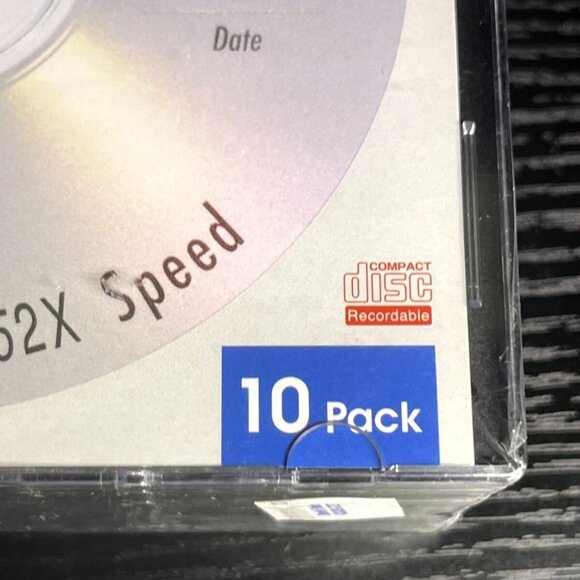 Date
52X Speed
COMPACT
disc
Recordable
10 Pack